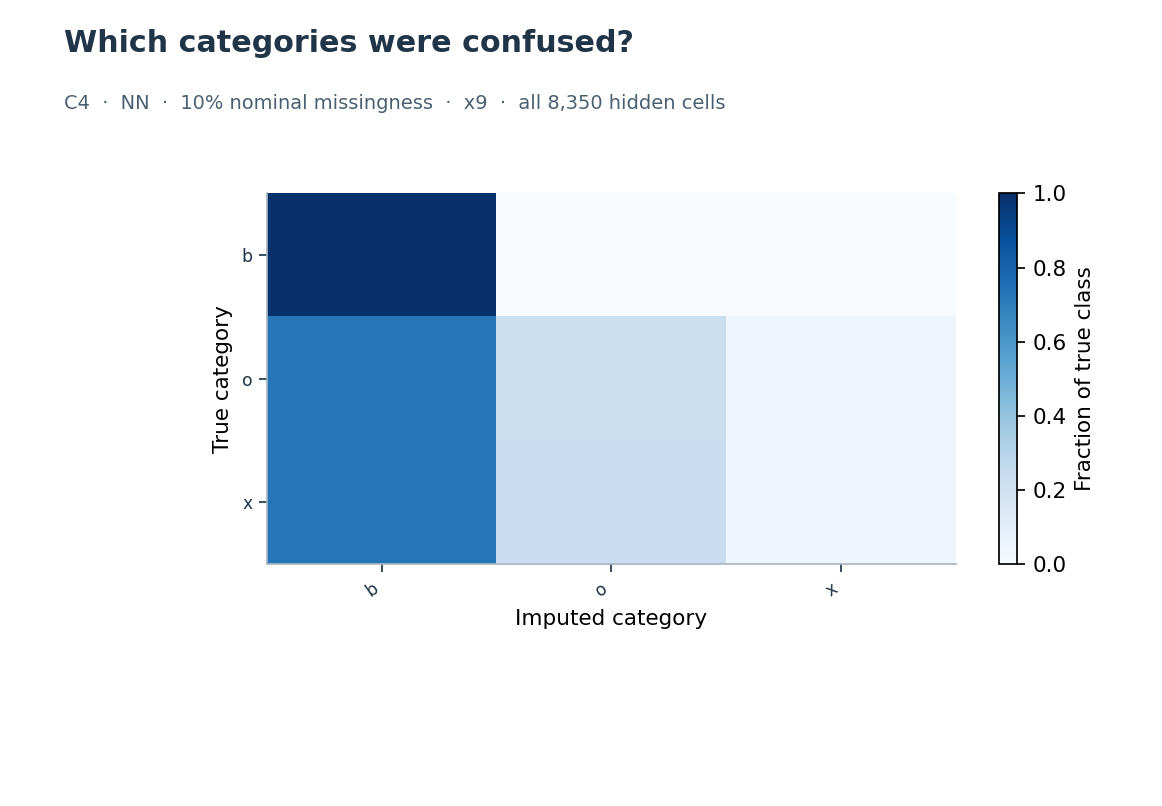 Which categories were confused?
C4 · NN · 10% nominal missingness · x9 · all 8,350 hidden cells
True category
b
o
x
b
o
x
Imputed category
1.0
0.8
0.6
0.4
0.2
0.0
Fraction of true class